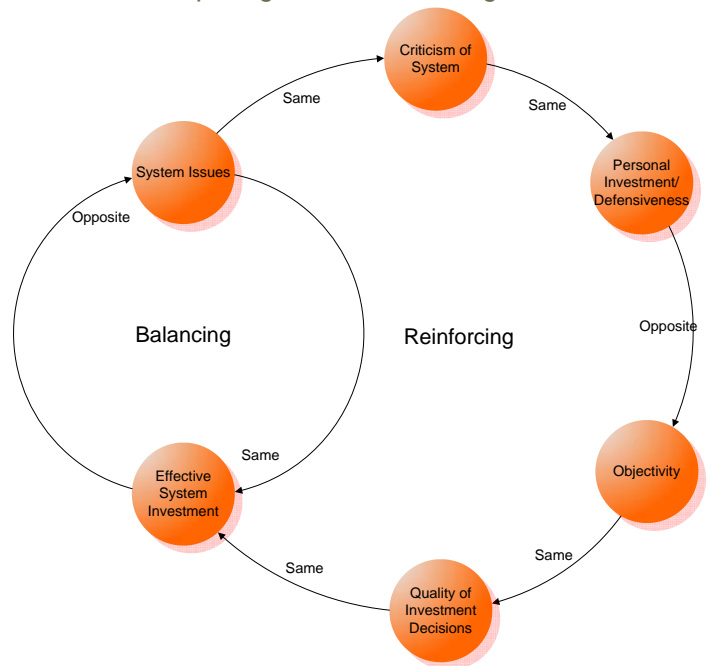 Criticism of
System
Same
Same
System Issues
Personal
Investment/
Defensiveness
Opposite
Balancing
Reinforcing
Opposite
Same
Effective
System
Investment
Objectivity
Same
Same
Quality of
Investment
Decisions